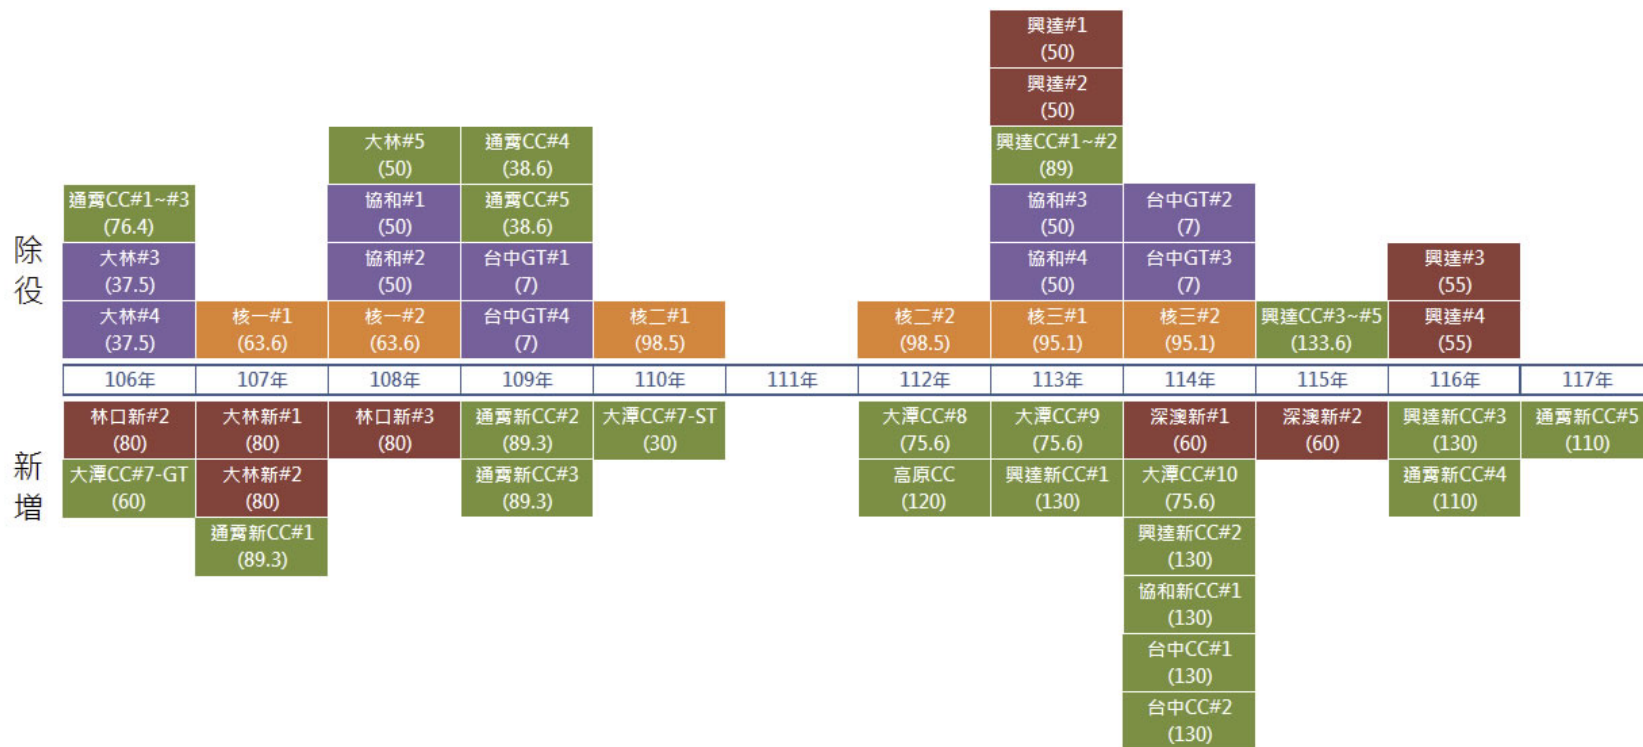 興達#1
(50)
興達#2
(50)
大林#5
(50)
通霄CC#4
(38.6)
興達CC#1~#2
(89)
通霄CC#1~#3
(76.4)
協和#1
(50)
通霄CC#5
(38.6)
協和#3
(50)
台中GT#2
(7)
除役
大林#3
(37.5)
協和#2
(50)
台中GT#1
(7)
協和#4
(50)
台中GT#3
(7)
興達#3
(55)
大林#4
(37.5)
核一#1
(63.6)
核一#2
(63.6)
台中GT#4
(7)
核二#1
(98.5)
核二#2
(98.5)
核三#1
(95.1)
核三#2
(95.1)
興達CC#3~#5
(133.6)
興達#4
(55)
106年
107年
108年
109年
110年
111年
112年
113年
114年
115年
116年
117年
新增
林口新#2
(80)
大林新#1
(80)
林口新#3
(80)
通霄新CC#2
(89.3)
大潭CC#7-ST
(30)
大潭CC#8
(75.6)
大潭CC#9
(75.6)
深澳新#1
(60)
深澳新#2
(60)
興達新CC#3
(130)
通霄新CC#5
(110)
大潭CC#7-GT
(60)
大林新#2
(80)
通霄新CC#3
(89.3)
高原CC
(120)
興達新CC#1
(130)
大潭CC#10
(75.6)
通霄新CC#4
(110)
通霄新CC#1
(89.3)
興達新CC#2
(130)
協和新CC#1
(130)
台中CC#1
(130)
台中CC#2
(130)